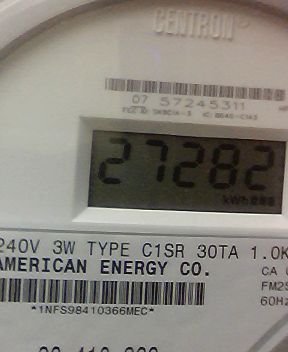 CENTRON
07 57245311
27282
kWh
240V 3W TYPE C1SR 30TA 1.0K
AMERICAN ENERGY CO.
CA
FM2S
60Hz
*1NFS98410366MEC*